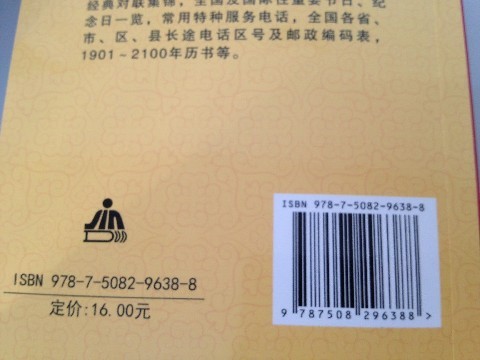 经典对联集锦，全国及国际性重要节日、纪
念日一览，常用特种服务电话，全国各省、
市、区、县长途电话区号及邮政编码表，
1901～2100年历书等。
ISBN 978-7-5082-9638-8
9 787508 296388 >
ISBN 978-7-5082-9638-8
定价:16.00元